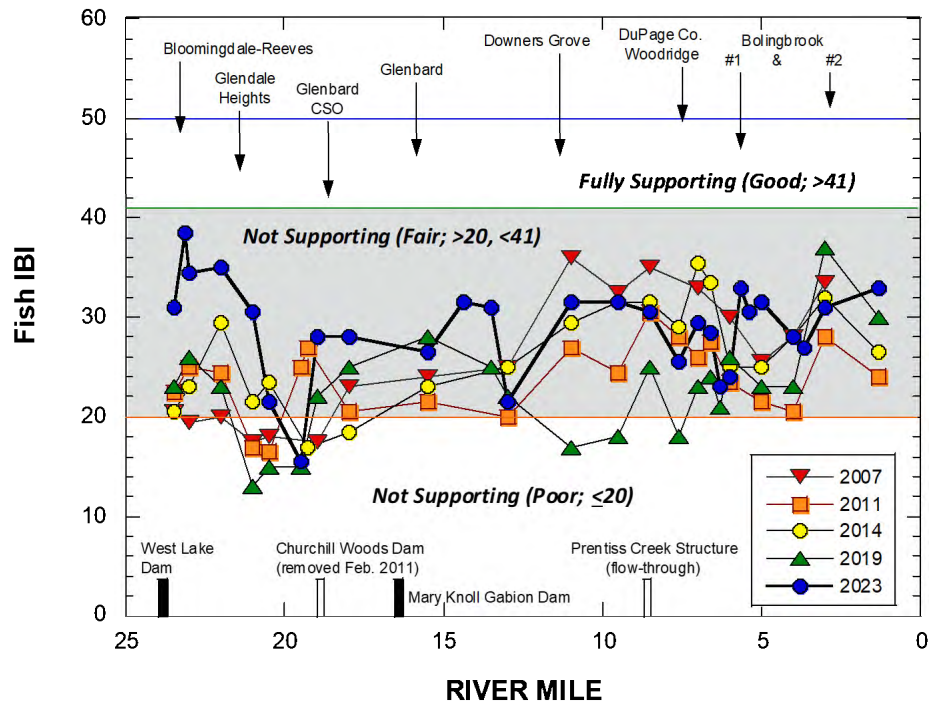 60
50
40
30
20
10
0
Fish IBI
Bloomingdale-Reeves
Glendale
Heights
Glenbard
CSO
Glenbard
Downers Grove
DuPage Co.
Woodridge
Bolingbrook
#1 & #2
Fully Supporting (Good; >41)
Not Supporting (Fair; >20, <41)
Not Supporting (Poor; ≤20)
West Lake
Dam
Churchill Woods Dam
(removed Feb. 2011)
Mary Knoll Gabion Dam
Prentiss Creek Structure
(flow-through)
2007
2011
2014
2019
2023
25 20 15 10 5 0
RIVER MILE